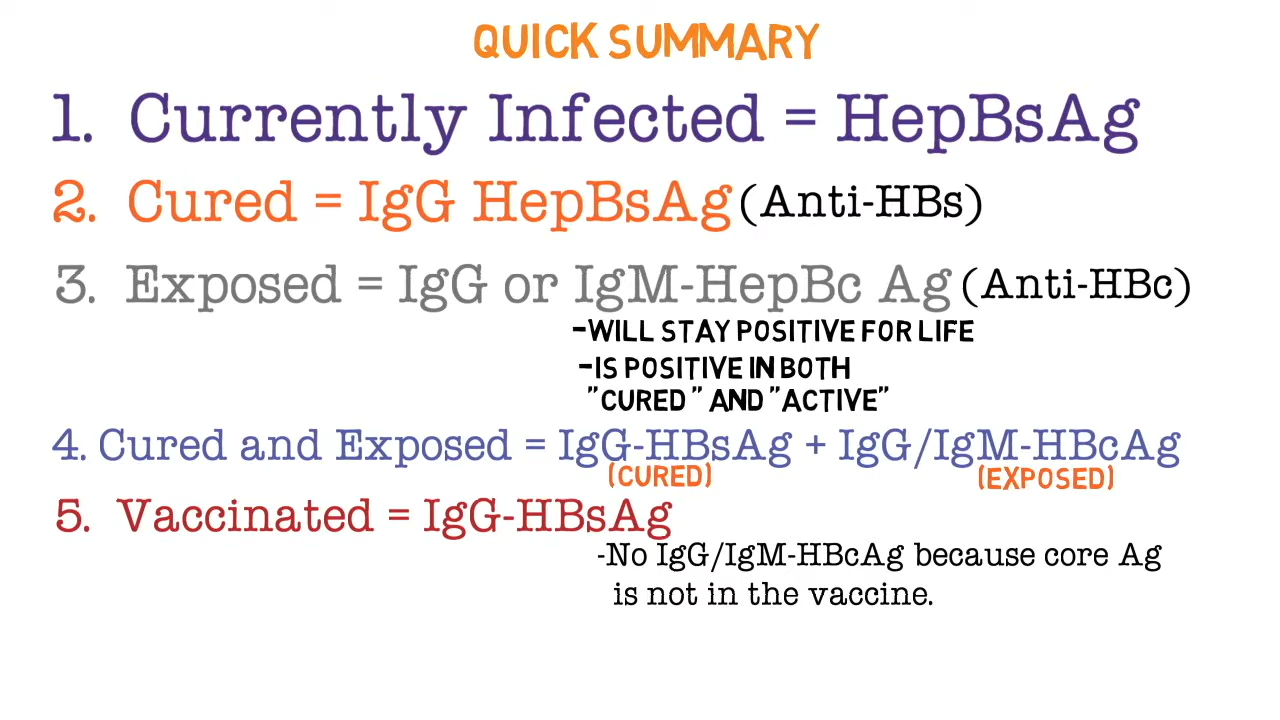 QUICK SUMMARY
1. Currently Infected = HepBsAg
2. Cured = IgG HepBsAg (Anti-HBs)
3. Exposed = IgG or IgM-HepBc Ag (Anti-HBc)
-WILL STAY POSITIVE FOR LIFE
-IS POSITIVE IN BOTH
"CURED" AND "ACTIVE"
4. Cured and Exposed = IgG-HBsAg + IgG/IgM-HBcAg
(CURED) (EXPOSED)
5. Vaccinated = IgG-HBsAg
-No IgG/IgM-HBcAg because core Ag
is not in the vaccine.